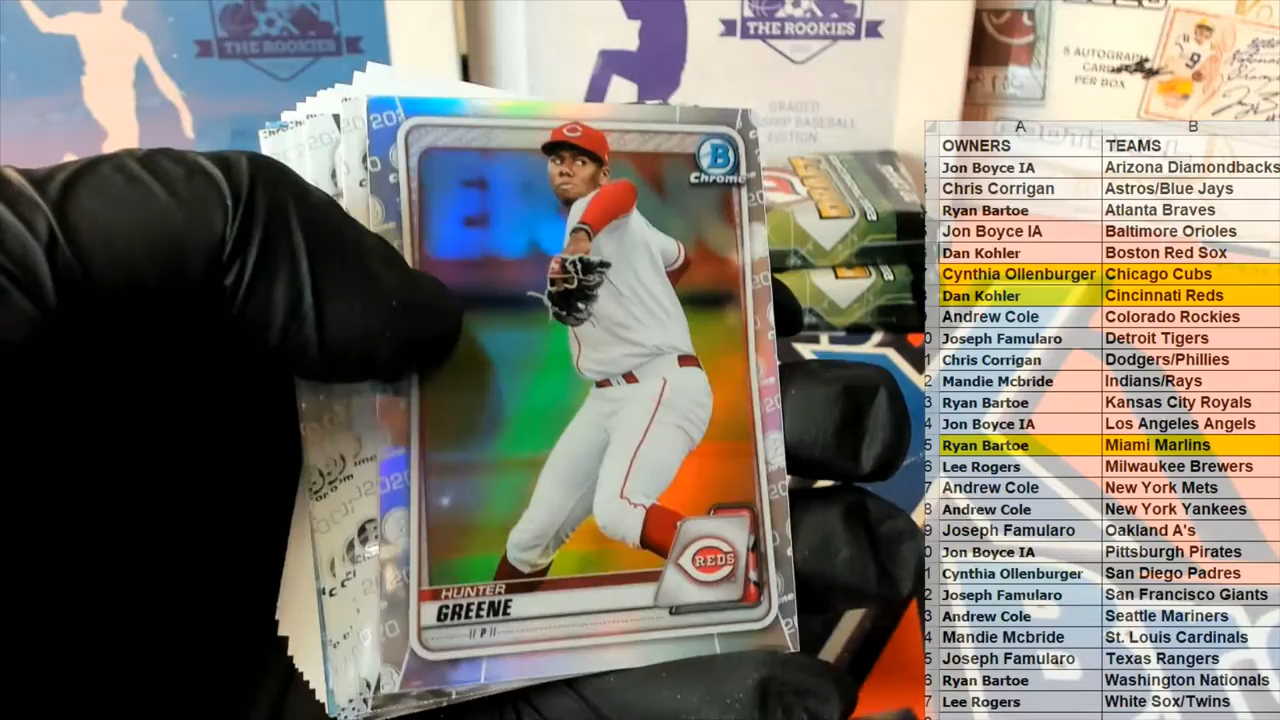 THE ROOKIES
THE ROOKIES
GRADED
BASEBALL
EDITION
5 AUTOGRAPH
CARDS
PER BOX
B
Chrome
REDS
HUNTER
GREENE
P
A B
OWNERS TEAMS
Jon Boyce IA Arizona Diamondbacks
Chris Corrigan Astros/Blue Jays
Ryan Bartoe Atlanta Braves
Jon Boyce IA Baltimore Orioles
Dan Kohler Boston Red Sox
Cynthia Ollenburger Chicago Cubs
Dan Kohler Cincinnati Reds
Andrew Cole Colorado Rockies
Joseph Famularo Detroit Tigers
Chris Corrigan Dodgers/Phillies
Mandie Mcbride Indians/Rays
Ryan Bartoe Kansas City Royals
Jon Boyce IA Los Angeles Angels
Ryan Bartoe Miami Marlins
Lee Rogers Milwaukee Brewers
Andrew Cole New York Mets
Andrew Cole New York Yankees
Joseph Famularo Oakland A's
Jon Boyce IA Pittsburgh Pirates
Cynthia Ollenburger San Diego Padres
Joseph Famularo San Francisco Giants
Andrew Cole Seattle Mariners
Mandie Mcbride St. Louis Cardinals
Joseph Famularo Texas Rangers
Ryan Bartoe Washington Nationals
Lee Rogers White Sox/Twins